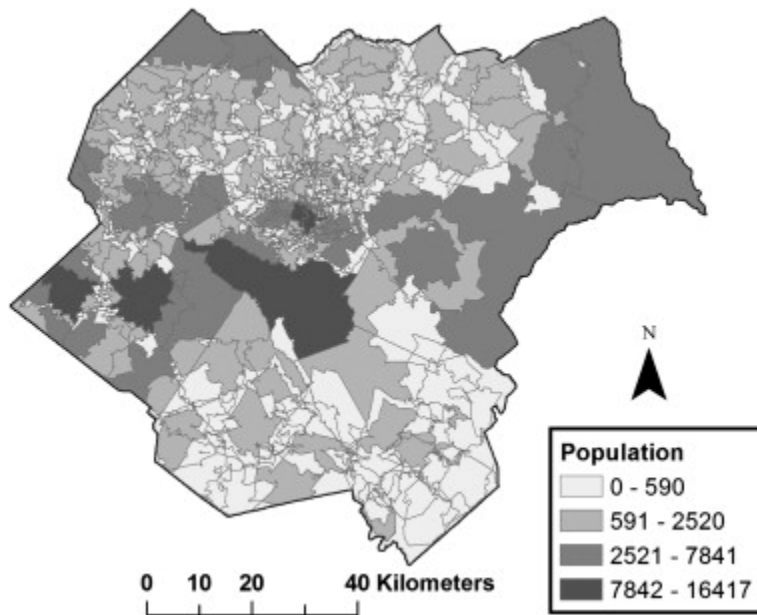 N
Population
0 - 590
591 - 2520
2521 - 7841
7842 - 16417
0 10 20 40 Kilometers